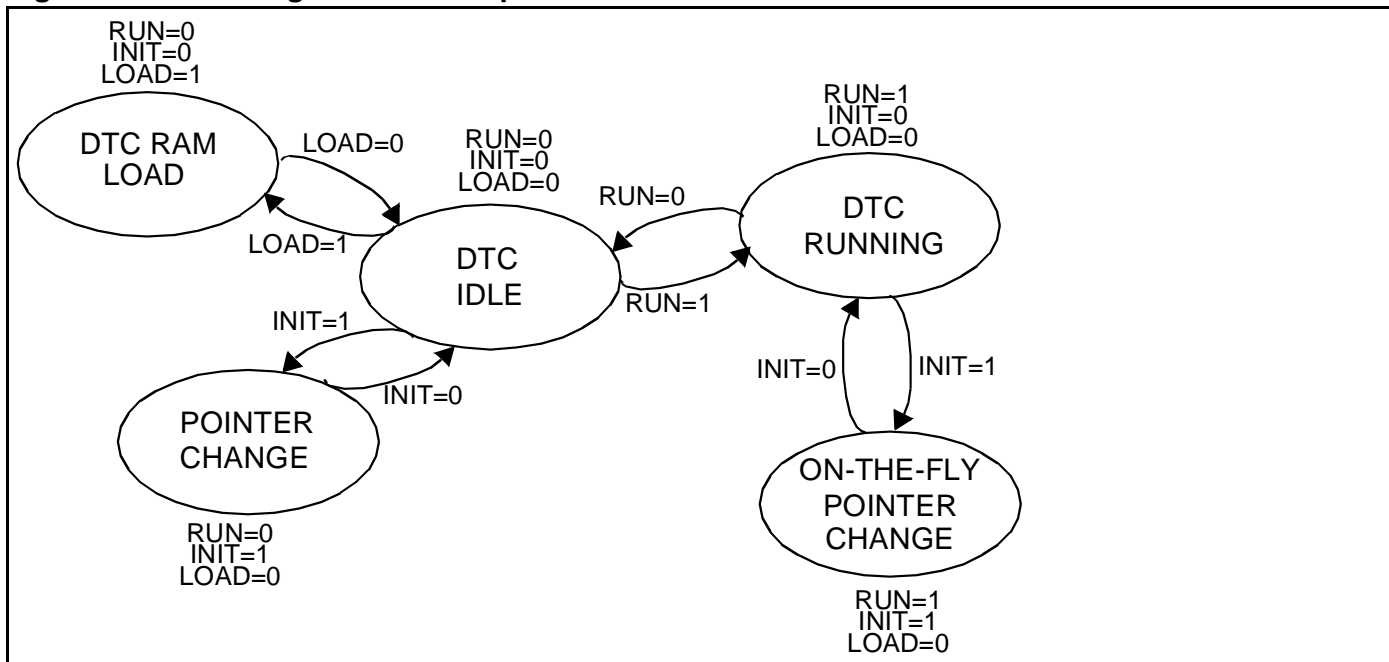 RUN=0
INIT=0
LOAD=1
DTC RAM
LOAD
LOAD=0
LOAD=1
RUN=0
INIT=0
LOAD=0
DTC
IDLE
RUN=0
RUN=1
RUN=1
INIT=0
LOAD=0
DTC
RUNNING
INIT=1
INIT=0
POINTER
CHANGE
RUN=0
INIT=1
LOAD=0
INIT=0
INIT=1
ON-THE-FLY
POINTER
CHANGE
RUN=1
INIT=1
LOAD=0